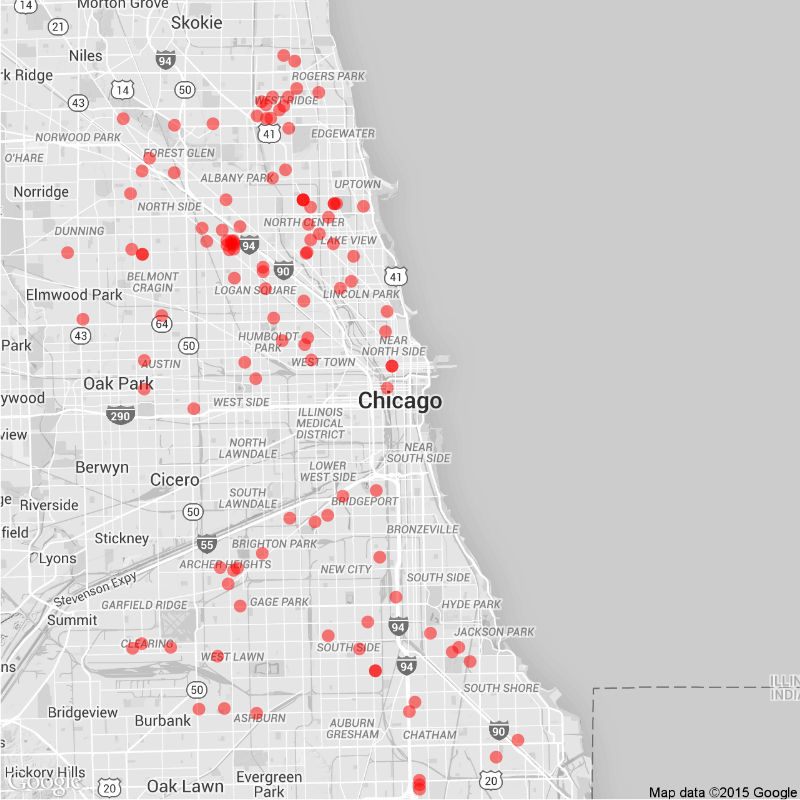 14
Morton Grove
21
Skokie
Niles
94
rk Ridge
ROGERS PARK
14
50
43
WEST RIDGE
NORWOOD PARK
41
EDGEWATER
O'HARE
FOREST GLEN
ALBANY PARK
UPTOWN
Norridge
NORTH SIDE
NORTH CENTER
DUNNING
94
LAKE VIEW
90
41
BELMONT
CRAGIN
LOGAN SQUARE
LINCOLN PARK
Elmwood Park
64
43
50
HUMBOLDT
PARK
NEAR
NORTH SIDE
Park
AUSTIN
WEST TOWN
Oak Park
ywood
WEST SIDE
Chicago
290
ILLINOIS
MEDICAL
DISTRICT
view
NORTH
LAWNDALE
NEAR
SOUTH SIDE
Berwyn
LOWER
WEST SIDE
Cicero
SOUTH
LAWNDALE
ge
Riverside
50
BRIDGEPORT
field
Stickney
BRONZEVILLE
55
BRIGHTON PARK
Lyons
ARCHER HEIGHTS
NEW CITY
Stevenson Expy
SOUTH SIDE
GARFIELD RIDGE
GAGE PARK
HYDE PARK
Summit
94
JACKSON PARK
CLEARING
SOUTH SIDE
WEST LAWN
94
ns
50
SOUTH SHORE
ILLIN
INDIA
Bridgeview
Burbank
ASHBURN
AUBURN
GRESHAM
CHATHAM
90
Hickory Hills
Google
20
Oak Lawn
Evergreen
Park
20
Map data ©2015 Google